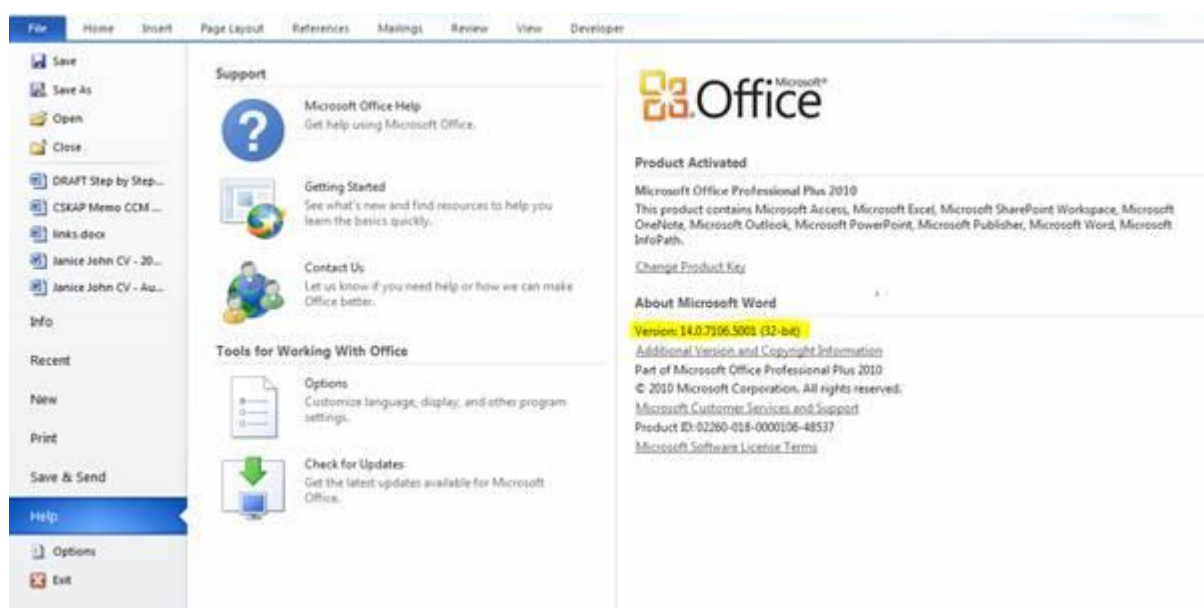 File Home Insert Page Layout References Mailings Review View Developer
Save
Save As
Open
Close
DRAFT Step by Step...
CSKAP Memo CCM ...
links.docx
Janice John CV - 20...
Janice John CV - Au...
Info
Recent
New
Print
Save & Send
Help
Options
Exit
Support
Microsoft Office Help
Get help using Microsoft Office.
Getting Started
See what's new and find resources to help you
learn the basics quickly.
Contact Us
Let us know if you need help or how we can make
Office better.
Tools for Working With Office
Options
Customize language, display, and other program
settings.
Check for Updates
Get the latest updates available for Microsoft
Office.
Microsoft®
Office
Product Activated
Microsoft Office Professional Plus 2010
This product contains Microsoft Access, Microsoft Excel, Microsoft SharePoint Workspace, Microsoft
OneNote, Microsoft Outlook, Microsoft PowerPoint, Microsoft Publisher, Microsoft Word, Microsoft
InfoPath.
Change Product Key
About Microsoft Word
Version: 14.0.7106.5001 (32-bit)
Additional Version and Copyright Information
Part of Microsoft Office Professional Plus 2010
© 2010 Microsoft Corporation. All rights reserved.
Microsoft Customer Services and Support
Product ID: 02260-018-0000106-48537
Microsoft Software License Terms